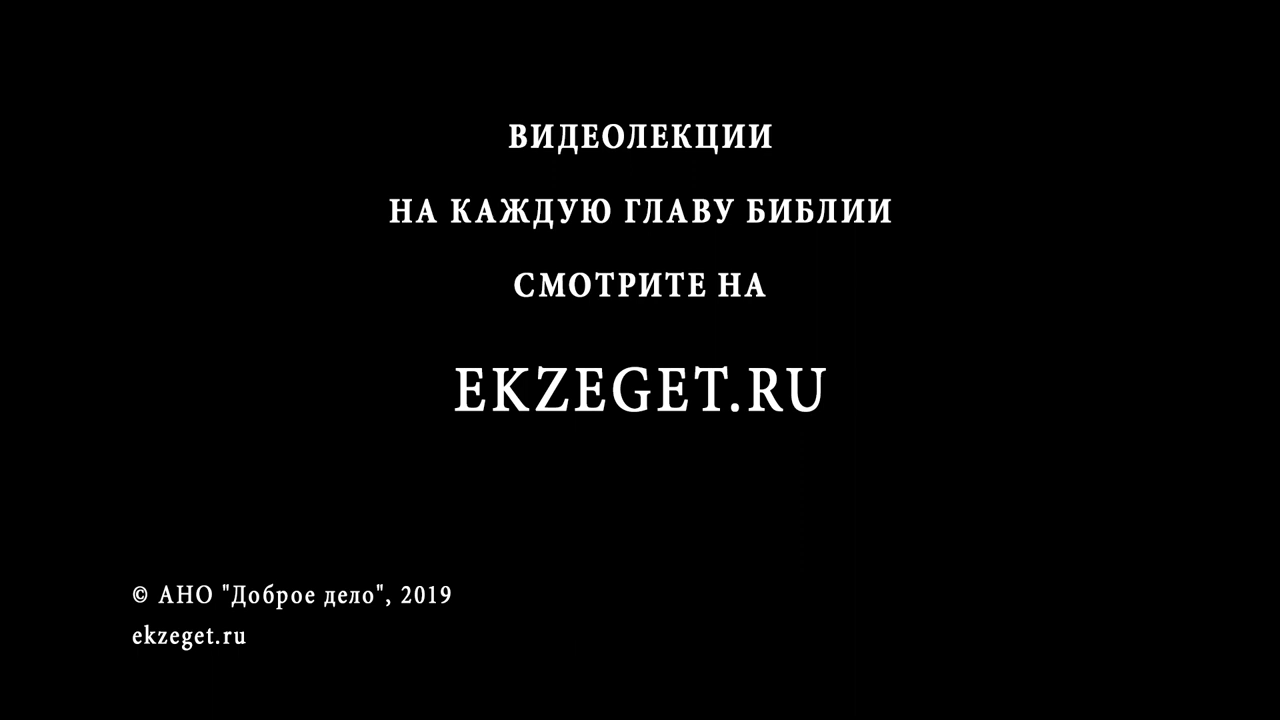 ВИДЕОЛЕКЦИИ
НА КАЖДУЮ ГЛАВУ БИБЛИИ
СМОТРИТЕ НА
EKZEGET.RU
© АНО "Доброе дело", 2019
ekzeget.ru